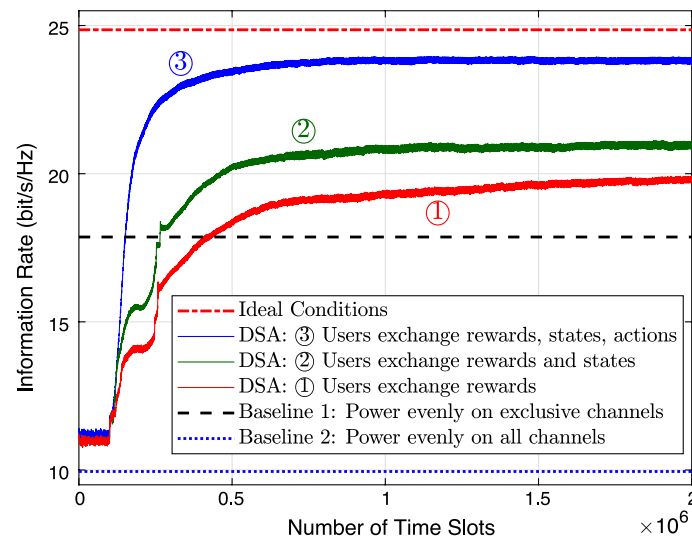 25
20
15
10
Information Rate (bit/s/Hz)
③
②
①
Ideal Conditions
DSA: ③ Users exchange rewards, states, actions
DSA: ② Users exchange rewards and states
DSA: ① Users exchange rewards
Baseline 1: Power evenly on exclusive channels
Baseline 2: Power evenly on all channels
0 0.5 1 1.5 2
× 10⁶
Number of Time Slots